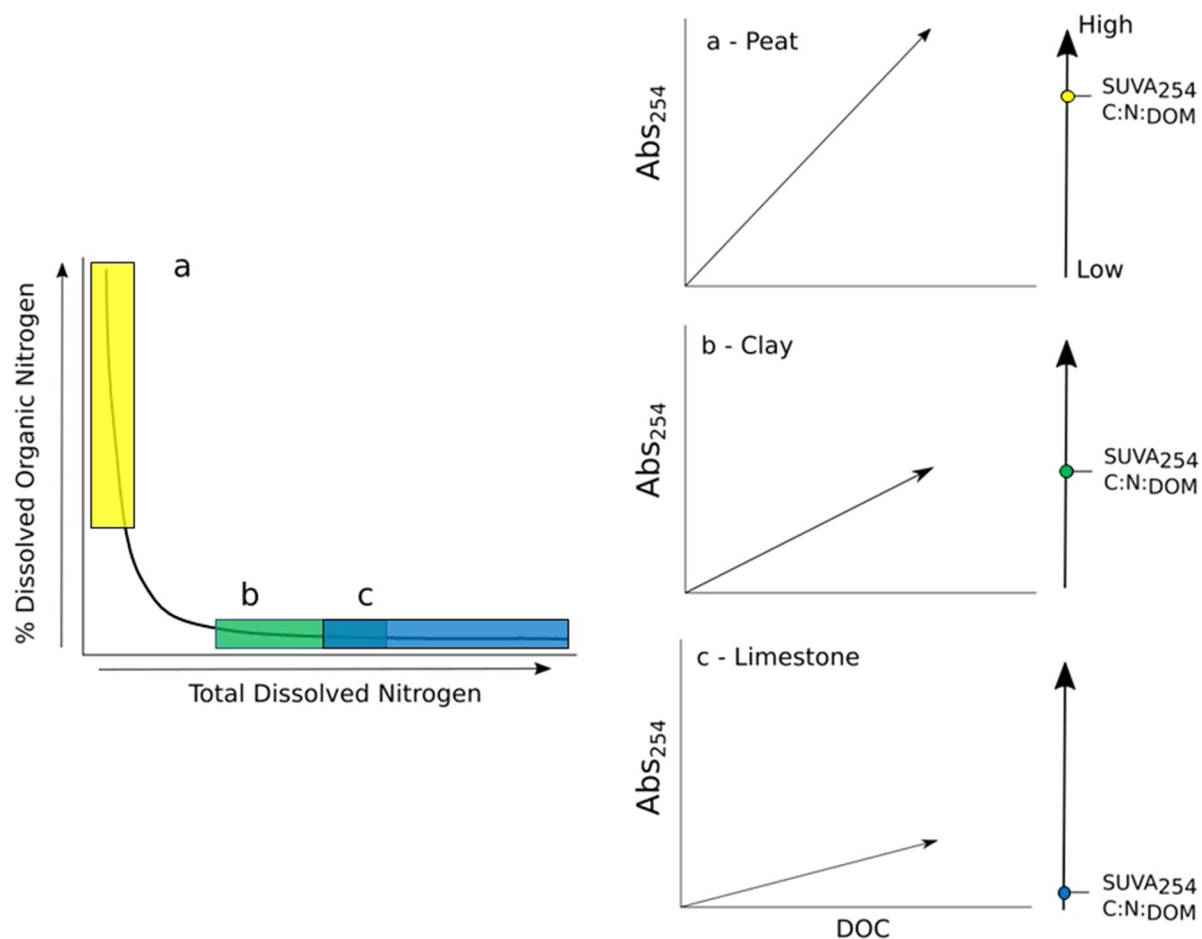 % Dissolved Organic Nitrogen
a
b
c
Total Dissolved Nitrogen
a - Peat
Abs254
High
SUVA254
C:N:DOM
Low
b - Clay
Abs254
SUVA254
C:N:DOM
c - Limestone
Abs254
SUVA254
C:N:DOM
DOC